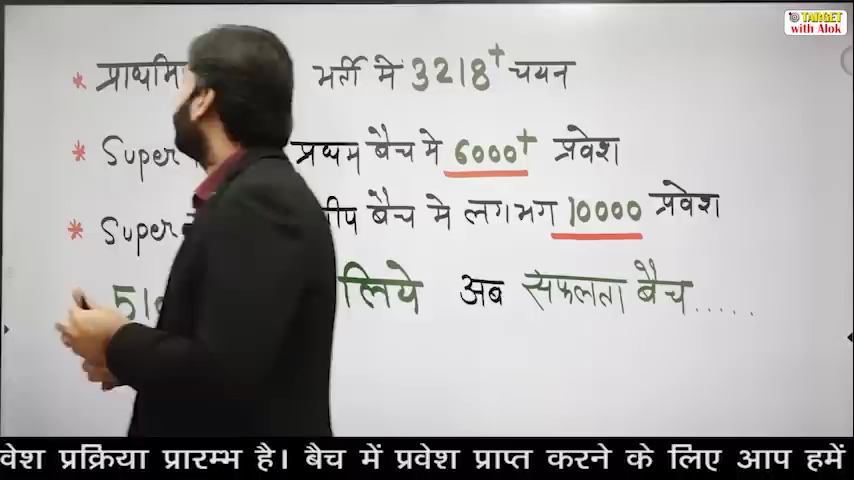 TARGET
with Alok
* भर्ती में 3218+ चयन
* Super प्रथम बैच मे 6000+ प्रवेश
* Super बैच मे लगभग 10000 प्रवेश
लिये अब सफलता बैच......
वेश प्रक्रिया प्रारम्भ है। बैच में प्रवेश प्राप्त करने के लिए आप हमें